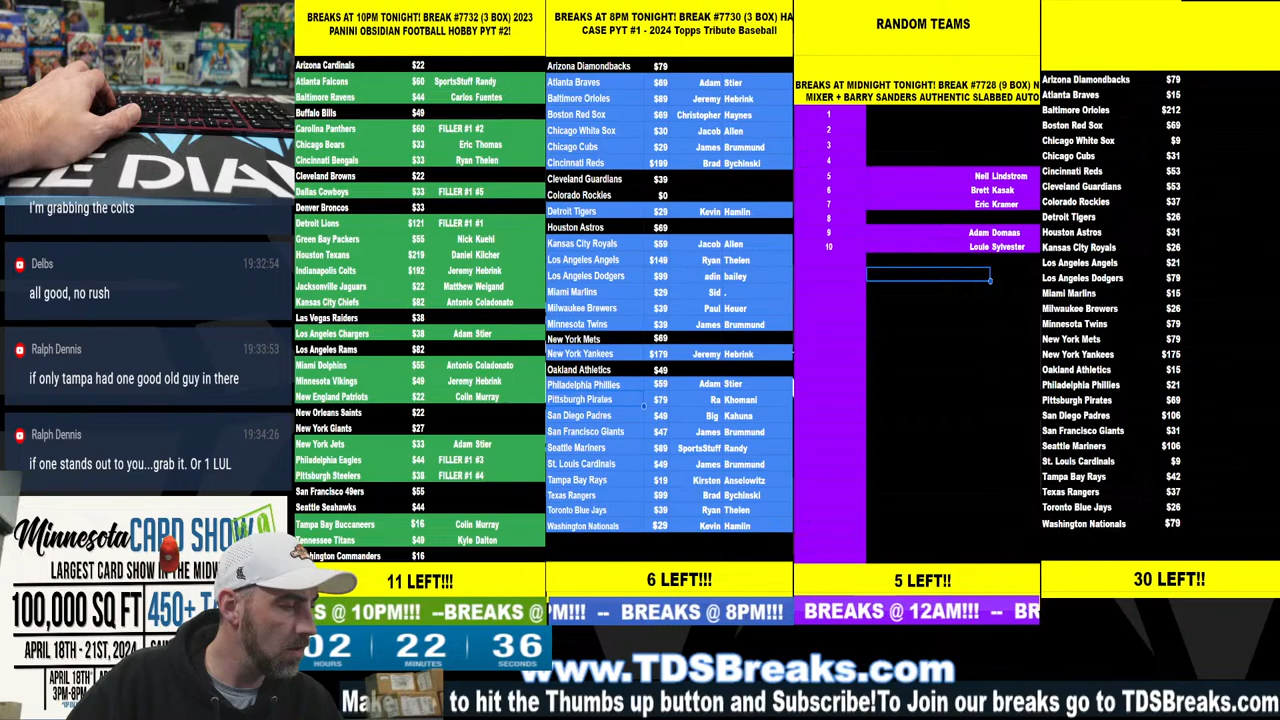 I'm grabbing the colts
Delbs 19:32:54
all good, no rush
Ralph Dennis 19:33:53
if only tampa had one good old guy in there
Ralph Dennis 19:34:26
if one stands out to you...grab it. Or 1 LUL
Minnesota CARD SHOW
LARGEST CARD SHOW IN THE MIDW
100,000 SQ FT 450+ TA
APRIL 18TH - 21ST, 2024
APRIL 18TH
3PM-8PM
BREAKS AT 10PM TONIGHT! BREAK #7732 (3 BOX) 2023
PANINI OBSIDIAN FOOTBALL HOBBY PYT #2!
Arizona Cardinals $22
Atlanta Falcons $60 SportsStuff Randy
Baltimore Ravens $44 Carlos Fuentes
Buffalo Bills $49
Carolina Panthers $60 FILLER #1 #2
Chicago Bears $33 Eric Thomas
Cincinnati Bengals $33 Ryan Thelen
Cleveland Browns $22
Dallas Cowboys $33 FILLER #1 #5
Denver Broncos $33
Detroit Lions $121 FILLER #1 #1
Green Bay Packers $55 Nick Kuehl
Houston Texans $219 Daniel Kilcher
Indianapolis Colts $192 Jeremy Hebrink
Jacksonville Jaguars $22 Matthew Weigand
Kansas City Chiefs $82 Antonio Coladonato
Las Vegas Raiders $38
Los Angeles Chargers $38 Adam Stier
Los Angeles Rams $82
Miami Dolphins $55 Antonio Coladonato
Minnesota Vikings $49 Jeremy Hebrink
New England Patriots $22 Colin Murray
New Orleans Saints $22
New York Giants $27
New York Jets $33 Adam Stier
Philadelphia Eagles $44 FILLER #1 #3
Pittsburgh Steelers $38 FILLER #1 #4
San Francisco 49ers $55
Seattle Seahawks $44
Tampa Bay Buccaneers $16 Colin Murray
Tennessee Titans $49 Kyle Dalton
hington Commanders $16
11 LEFT!!!
S @ 10PM!!! --BREAKS @
02 22 36
HOURS MINUTES SECONDS
BREAKS AT 8PM TONIGHT! BREAK #7730 (3 BOX) HA
CASE PYT #1 - 2024 Topps Tribute Baseball
Arizona Diamondbacks $79
Atlanta Braves $69 Adam Stier
Baltimore Orioles $89 Jeremy Hebrink
Boston Red Sox $69 Christopher Haynes
Chicago White Sox $30 Jacob Allen
Chicago Cubs $29 James Brummund
Cincinnati Reds $199 Brad Bychinski
Cleveland Guardians $39
Colorado Rockies $0
Detroit Tigers $29 Kevin Hamlin
Houston Astros $69
Kansas City Royals $59 Jacob Allen
Los Angeles Angels $149 Ryan Thelen
Los Angeles Dodgers $99 adin bailey
Miami Marlins $29 Sid .
Milwaukee Brewers $39 Paul Heuer
Minnesota Twins $39 James Brummund
New York Mets $69
New York Yankees $179 Jeremy Hebrink
Oakland Athletics $49
Philadelphia Phillies $59 Adam Stier
Pittsburgh Pirates $79 Ra Khomani
San Diego Padres $49 Big Kahuna
San Francisco Giants $47 James Brummund
Seattle Mariners $89 SportsStuff Randy
St. Louis Cardinals $49 James Brummund
Tampa Bay Rays $19 Kirsten Anselowitz
Texas Rangers $99 Brad Bychinski
Toronto Blue Jays $39 Ryan Thelen
Washington Nationals $29 Kevin Hamlin
6 LEFT!!!
PM!!! -- BREAKS @ 8PM!!!
RANDOM TEAMS
BREAKS AT MIDNIGHT TONIGHT! BREAK #7728 (9 BOX) N
MIXER + BARRY SANDERS AUTHENTIC SLABBED AUTO
1
2
3
4
5 Neil Lindstrom
6 Brett Kasak
7 Eric Kramer
8
9 Adam Domaas
10 Louie Sylvester
5 LEFT!!
BREAKS @ 12AM!!! -- BR
Arizona Diamondbacks $79
Atlanta Braves $15
Baltimore Orioles $212
Boston Red Sox $69
Chicago White Sox $9
Chicago Cubs $31
Cincinnati Reds $53
Cleveland Guardians $53
Colorado Rockies $37
Detroit Tigers $26
Houston Astros $31
Kansas City Royals $26
Los Angeles Angels $21
Los Angeles Dodgers $79
Miami Marlins $15
Milwaukee Brewers $26
Minnesota Twins $79
New York Mets $79
New York Yankees $175
Oakland Athletics $15
Philadelphia Phillies $21
Pittsburgh Pirates $69
San Diego Padres $106
San Francisco Giants $31
Seattle Mariners $106
St. Louis Cardinals $9
Tampa Bay Rays $42
Texas Rangers $37
Toronto Blue Jays $26
Washington Nationals $79
30 LEFT!!
www.TDSBreaks.com
Make to hit the Thumbs up button and Subscribe!To Join our breaks go to TDSBreaks.com